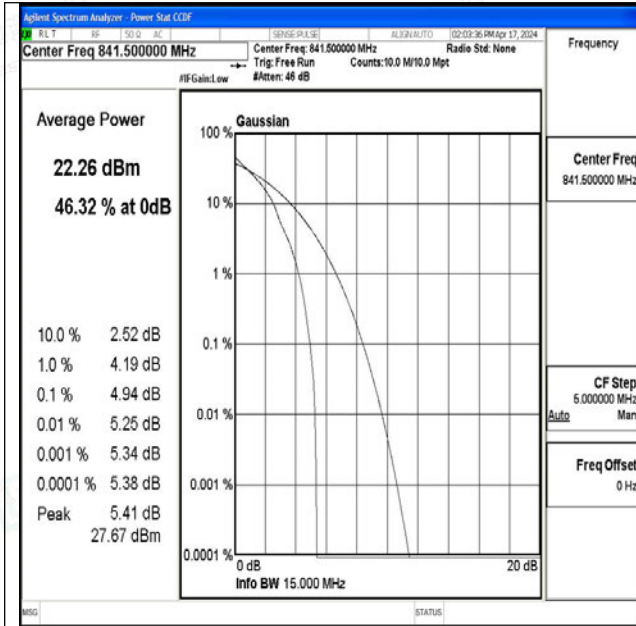 Agilent Spectrum Analyzer - Power Stat CCDF
RLT RF 50 Ω AC SENSE:PULSE ALIGNAUTO 02:03:36 PM Apr 17, 2024
Center Freq 841.500000 MHz
Center Freq: 841.500000 MHz Radio Std: None
Trig: Free Run Counts:10.0 M/10.0 Mpt
#IFGain:Low #Atten: 46 dB
Frequency
Average Power
22.26 dBm
46.32 % at 0dB
10.0 % 2.52 dB
1.0 % 4.19 dB
0.1 % 4.94 dB
0.01 % 5.25 dB
0.001 % 5.34 dB
0.0001 % 5.38 dB
Peak 5.41 dB
27.67 dBm
Gaussian
100 %
10 %
1 %
0.1 %
0.01 %
0.001 %
0.0001 %
0 dB 20 dB
Info BW 15.000 MHz
Center Freq
841.500000 MHz
CF Step
5.000000 MHz
Auto Man
Freq Offset
0 Hz
MSG STATUS